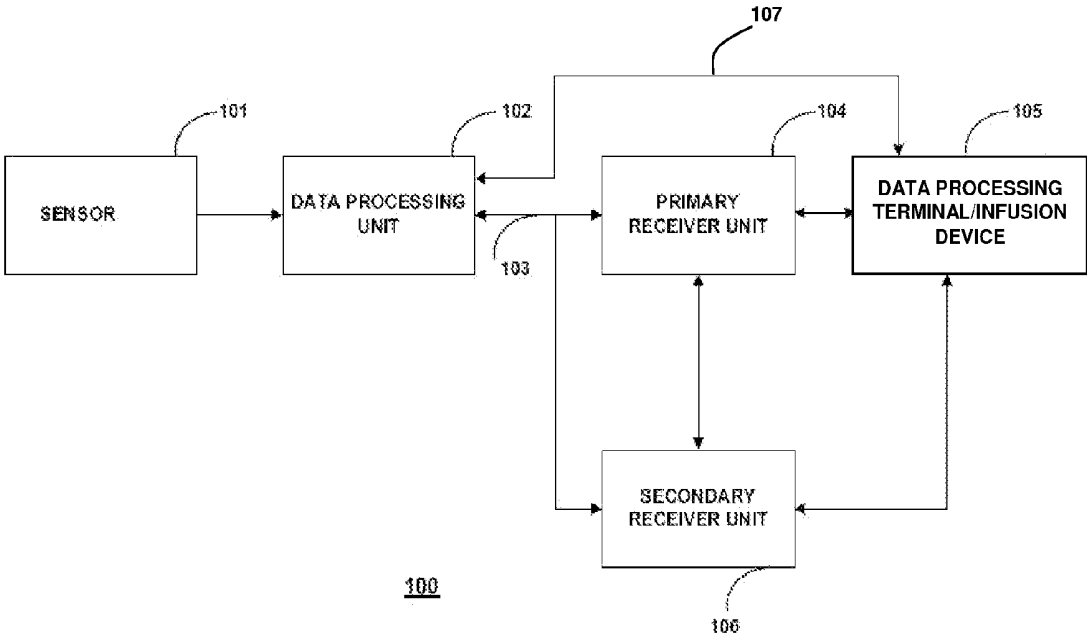 107
101
102
104
105
SENSOR
DATA PROCESSING
UNIT
PRIMARY
RECEIVER UNIT
DATA PROCESSING
TERMINAL/INFUSION
DEVICE
103
SECONDARY
RECEIVER UNIT
100
106